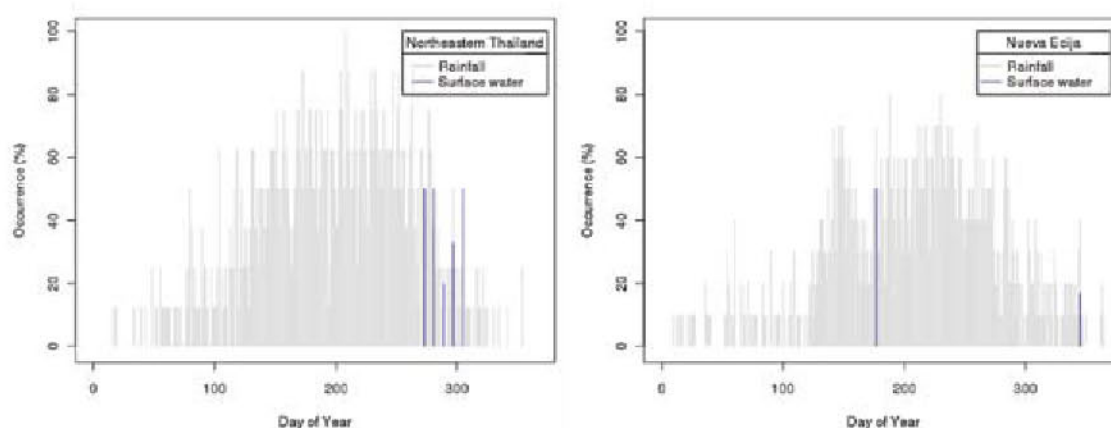 Northeastern Thailand
Rainfall
Surface water
Occurrence (%)
0
20
40
60
80
100
0
100
200
300
Day of Year
Nueva Ecija
Rainfall
Surface water
Occurrence (%)
0
20
40
60
80
100
0
100
200
300
Day of Year